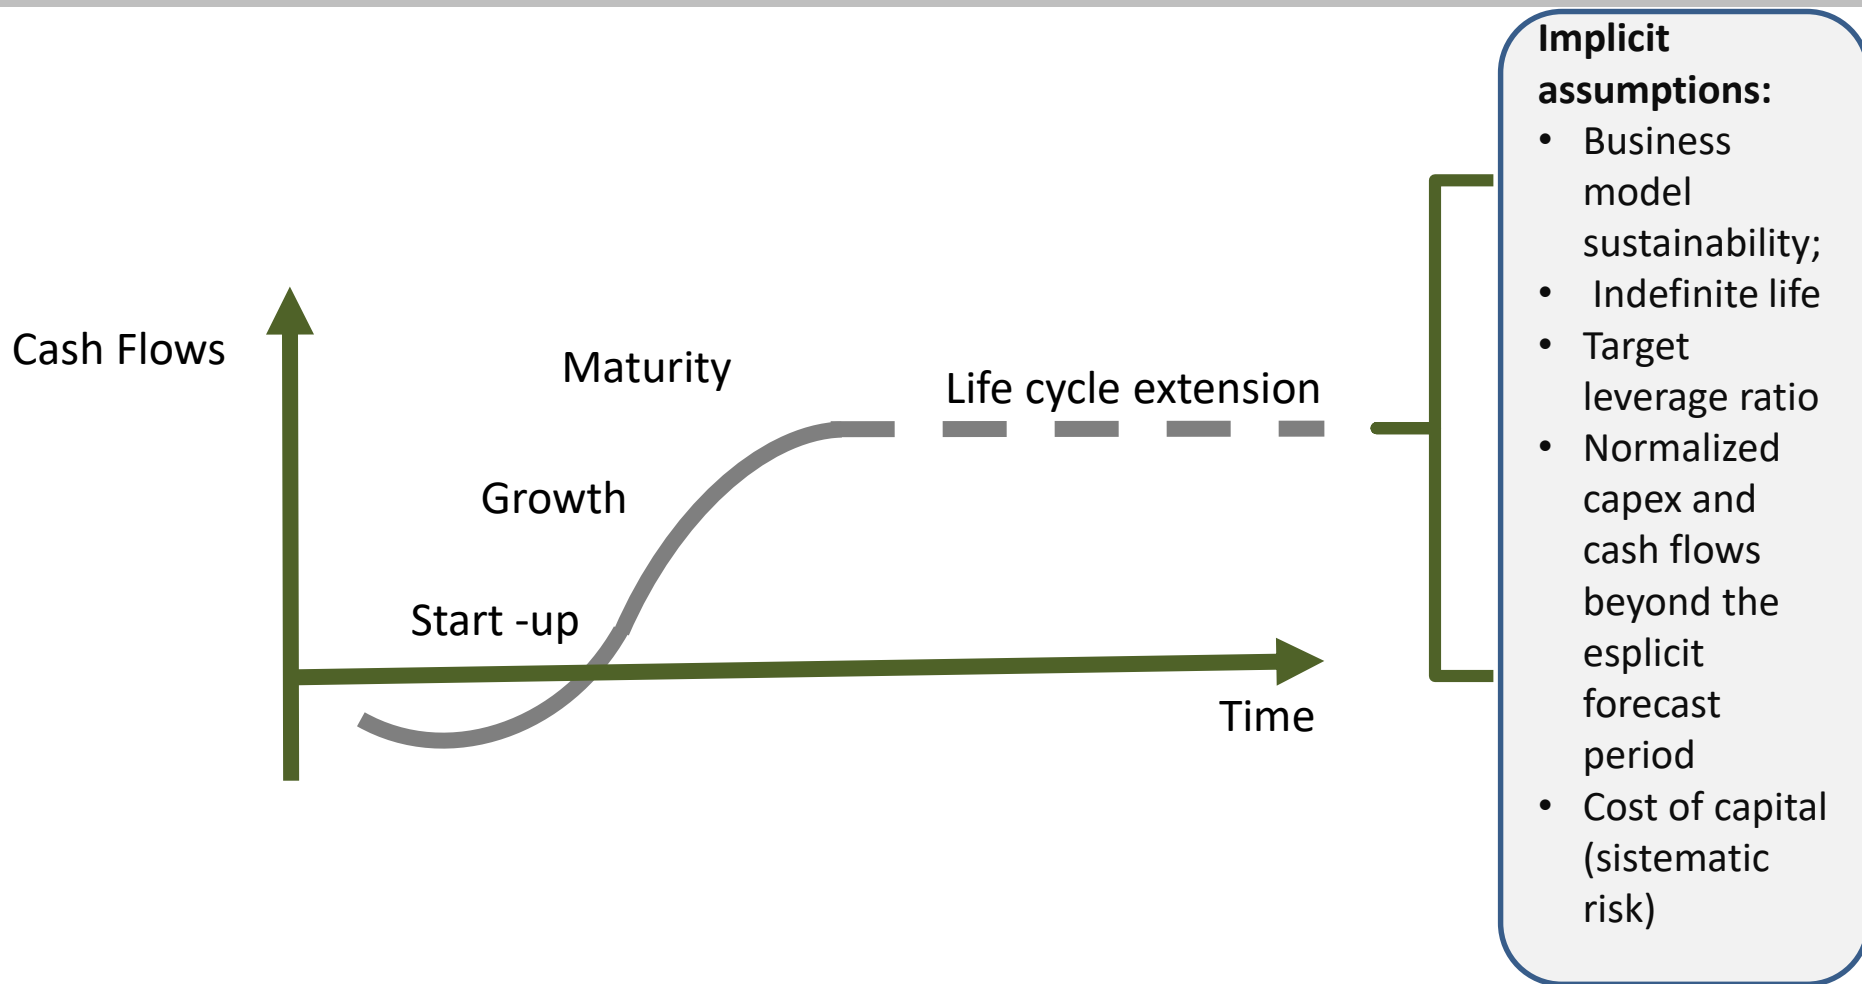 Cash Flows
Maturity
Life cycle extension
Growth
Start -up
Time
Implicit
assumptions:
• Business
model
sustainability;
• Indefinite life
• Target
leverage ratio
• Normalized
capex and
cash flows
beyond the
esplicit
forecast
period
• Cost of capital
(sistematic
risk)